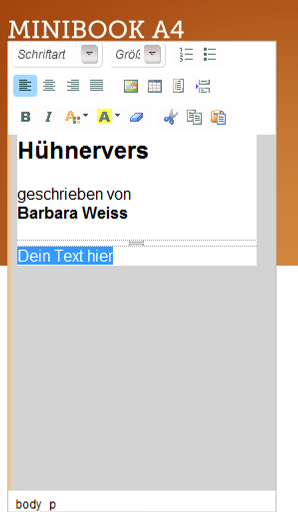 MINIBOOK A4
Schriftart Größ
B I A A
Hühnervers
geschrieben von
Barbara Weiss
Dein Text hier
body p